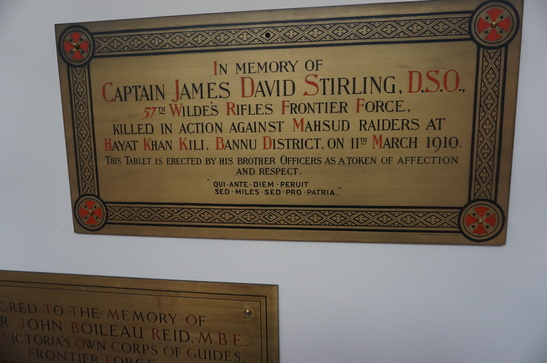 IN MEMORY OF
CAPTAIN JAMES DAVID STIRLING, D.S.O.,
57TH WILDE'S RIFLES FRONTIER FORCE,
KILLED IN ACTION AGAINST MAHSUD RAIDERS AT
HAYAT KHAN KILI, BANNU DISTRICT, ON 11TH MARCH 1910.
THIS TABLET IS ERECTED BY HIS BROTHER OFFICERS AS A TOKEN OF AFFECTION
AND RESPECT.
"QUI·ANTE·DIEM·PERUIT
SED·MILES·SED·PRO·PATRIA."
CRED TO THE MEMORY OF
R JOHN BOILEAU REID, M.B.E.,
VICTORIA'S OWN CORPS OF GUIDES,
FRONTIER FORCE